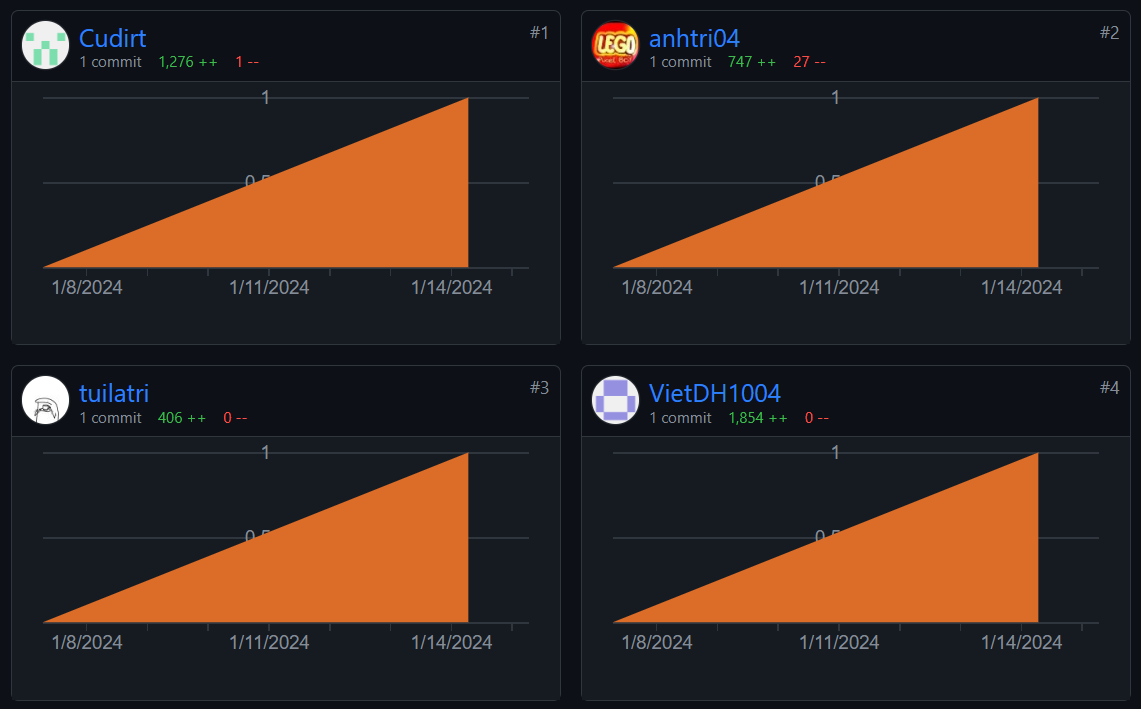 Cudirt #1
1 commit 1,276 ++ 1 --
1
1/8/2024 1/11/2024 1/14/2024
anhtri04 #2
LEGO
1 commit 747 ++ 27 --
1
1/8/2024 1/11/2024 1/14/2024
tuilatri #3
1 commit 406 ++ 0 --
1
1/8/2024 1/11/2024 1/14/2024
VietDH1004 #4
1 commit 1,854 ++ 0 --
1
1/8/2024 1/11/2024 1/14/2024